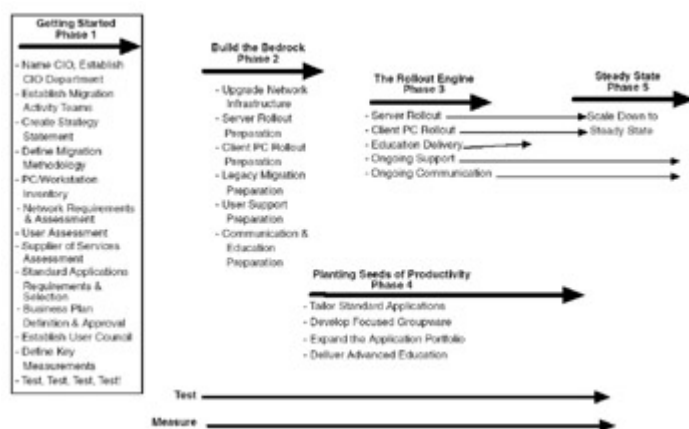 Getting Started
Phase 1
- Name CIO, Establish
CIO Department
- Establish Migration
Activity Teams
- Create Strategy
Statement
- Define Migration
Methodology
- PC/Workstation
Inventory
- Network Requirements
& Assessment
- User Assessment
- Supplier of Services
Assessment
- Standard Applications
Requirements &
Selection
- Business Plan
Definition & Approval
- Establish User Council
- Define Key
Measurements
- Test, Test, Test, Test!
Build the Bedrock
Phase 2
- Upgrade Network
Infrastructure
- Server Rollout
Preparation
- Client PC Rollout
Preparation
- Legacy Migration
Preparation
- User Support
Preparation
- Communication &
Education
Preparation
The Rollout Engine
Phase 3
- Server Rollout
- Client PC Rollout
- Education Delivery
- Ongoing Support
- Ongoing Communication
Steady State
Phase 5
Scale Down to
Steady State
Planting Seeds of Productivity
Phase 4
- Tailor Standard Applications
- Develop Focused Groupware
- Expand the Application Portfolio
- Deliver Advanced Education
Test
Measure